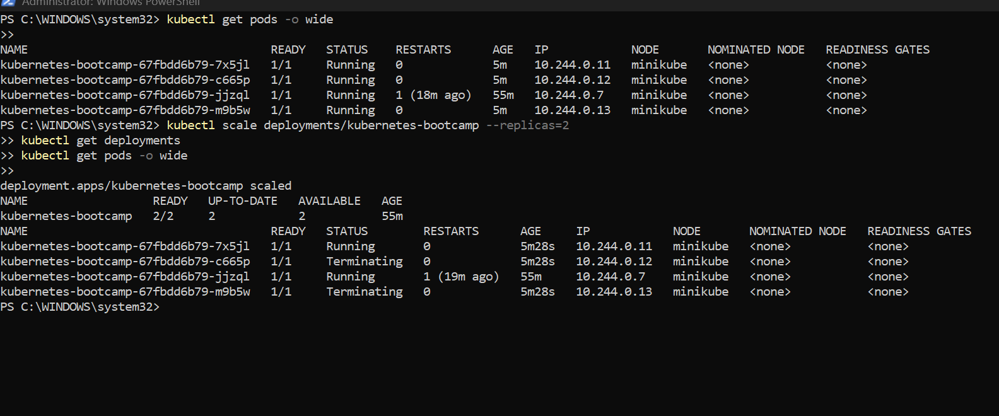 Administrator: Windows PowerShell
PS C:\WINDOWS\system32> kubectl get pods -o wide
>>
NAME READY STATUS RESTARTS AGE IP NODE NOMINATED NODE READINESS GATES
kubernetes-bootcamp-67fbdd6b79-7x5jl 1/1 Running 0 5m 10.244.0.11 minikube <none> <none>
kubernetes-bootcamp-67fbdd6b79-c665p 1/1 Running 0 5m 10.244.0.12 minikube <none> <none>
kubernetes-bootcamp-67fbdd6b79-jjzql 1/1 Running 1 (18m ago) 55m 10.244.0.7 minikube <none> <none>
kubernetes-bootcamp-67fbdd6b79-m9b5w 1/1 Running 0 5m 10.244.0.13 minikube <none> <none>
PS C:\WINDOWS\system32> kubectl scale deployments/kubernetes-bootcamp --replicas=2
>> kubectl get deployments
>> kubectl get pods -o wide
>>
deployment.apps/kubernetes-bootcamp scaled
NAME READY UP-TO-DATE AVAILABLE AGE
kubernetes-bootcamp 2/2 2 2 55m
NAME READY STATUS RESTARTS AGE IP NODE NOMINATED NODE READINESS GATES
kubernetes-bootcamp-67fbdd6b79-7x5jl 1/1 Running 0 5m28s 10.244.0.11 minikube <none> <none>
kubernetes-bootcamp-67fbdd6b79-c665p 1/1 Terminating 0 5m28s 10.244.0.12 minikube <none> <none>
kubernetes-bootcamp-67fbdd6b79-jjzql 1/1 Running 1 (19m ago) 55m 10.244.0.7 minikube <none> <none>
kubernetes-bootcamp-67fbdd6b79-m9b5w 1/1 Terminating 0 5m28s 10.244.0.13 minikube <none> <none>
PS C:\WINDOWS\system32>